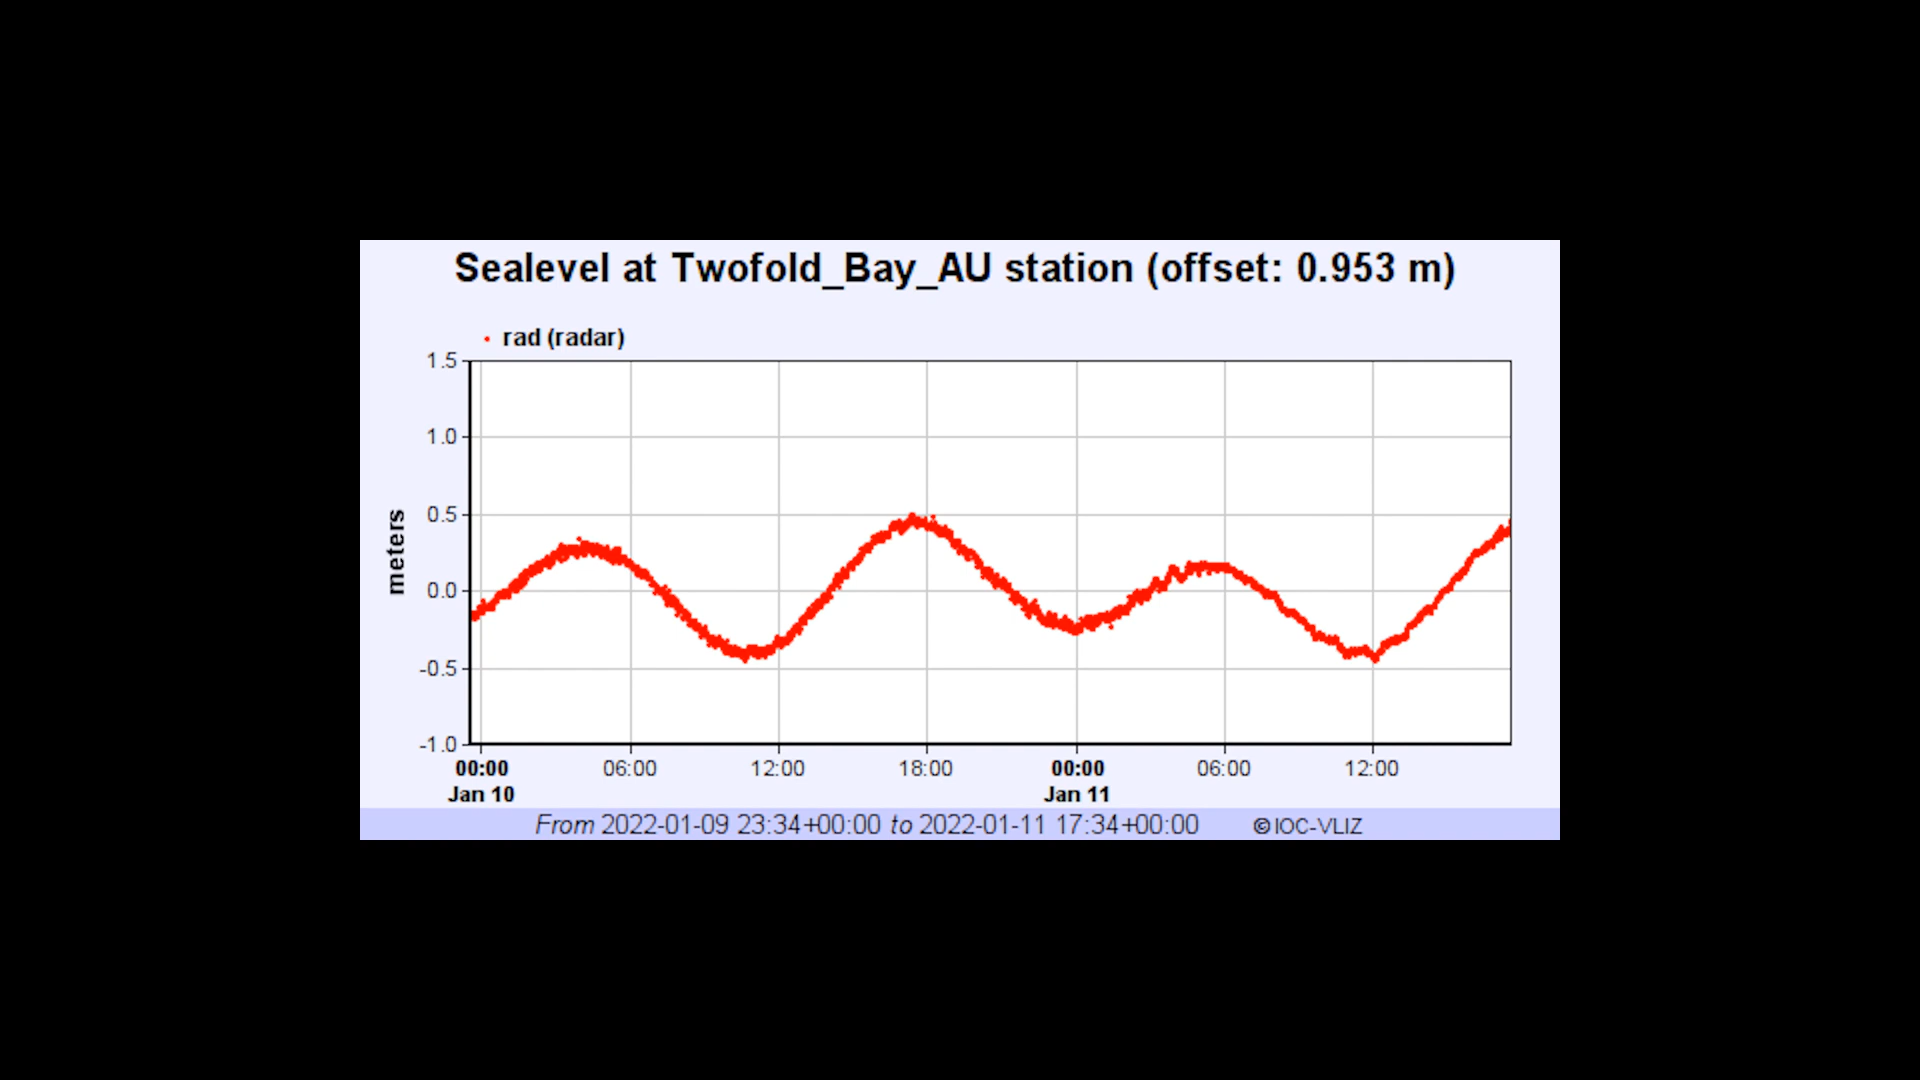 Sealevel at Twofold_Bay_AU station (offset: 0.953 m)
rad (radar)
1.5
1.0
0.5
0.0
-0.5
-1.0
meters
00:00 06:00 12:00 18:00 00:00 06:00 12:00
Jan 10 Jan 11
From 2022-01-09 23:34+00:00 to 2022-01-11 17:34+00:00 © IOC-VLIZ